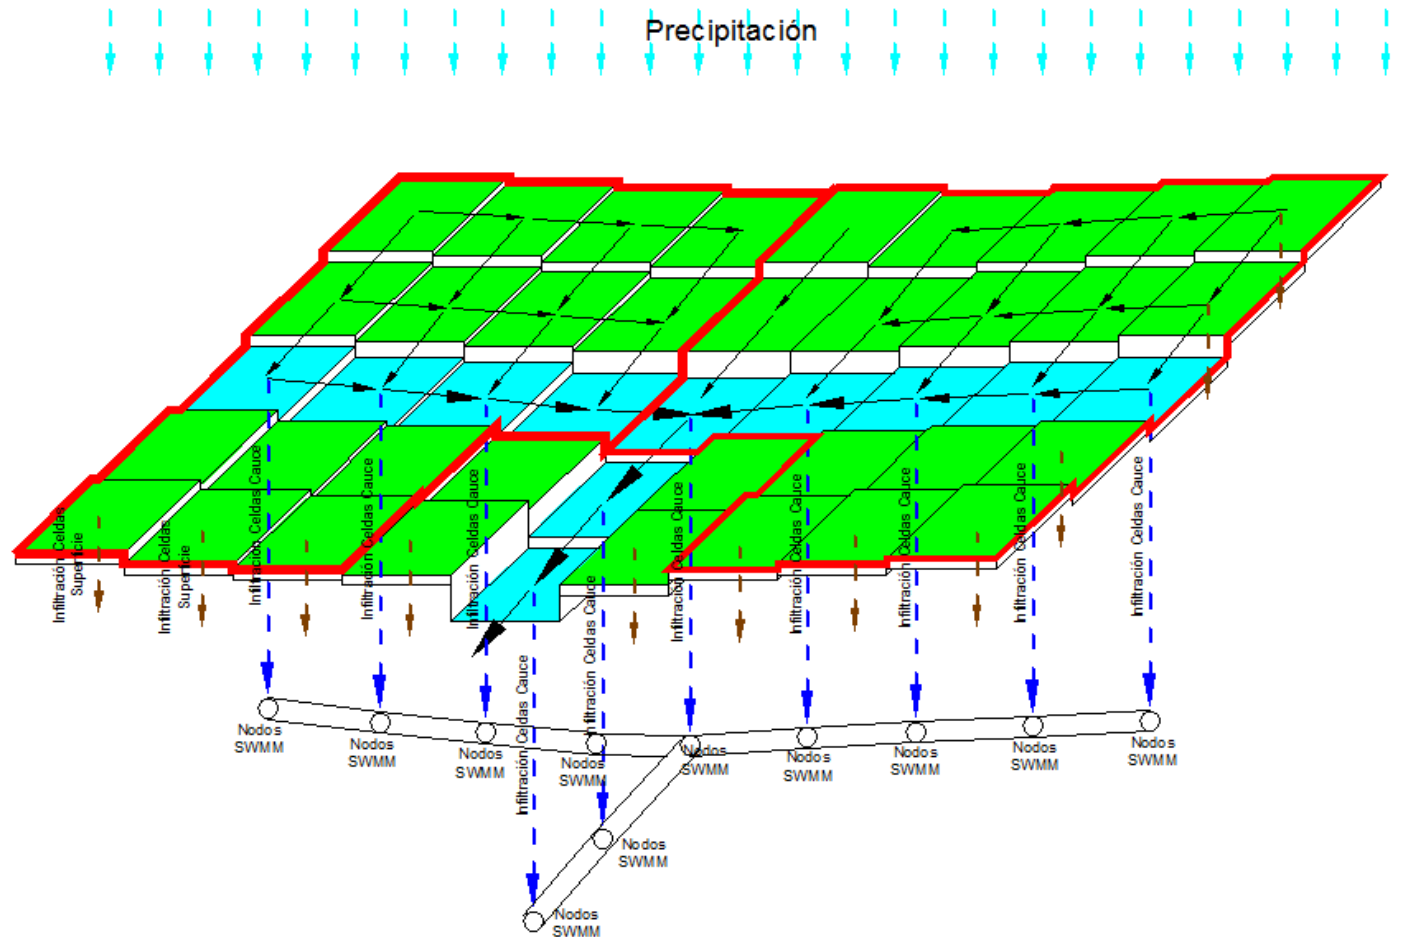 Precipitación
Infiltración Celdas
Superficie
Infiltración Celdas
Superficie
Infiltración Celdas Cauce
Infiltración Celdas Cauce
Infiltración Celdas Cauce
Infiltración Celdas Cauce
Infiltración Celdas Cauce
Infiltración Celdas Cauce
Infiltración Celdas Cauce
Infiltración Celdas Cauce
Infiltración Celdas Cauce
Infiltración Celdas Cauce
Nodos
SWMM
Nodos
SWMM
Nodos
SWMM
Nodos
SWMM
Nodos
SWMM
Nodos
SWMM
Nodos
SWMM
Nodos
SWMM
Nodos
SWMM
Nodos
SWMM
Nodos
SWMM